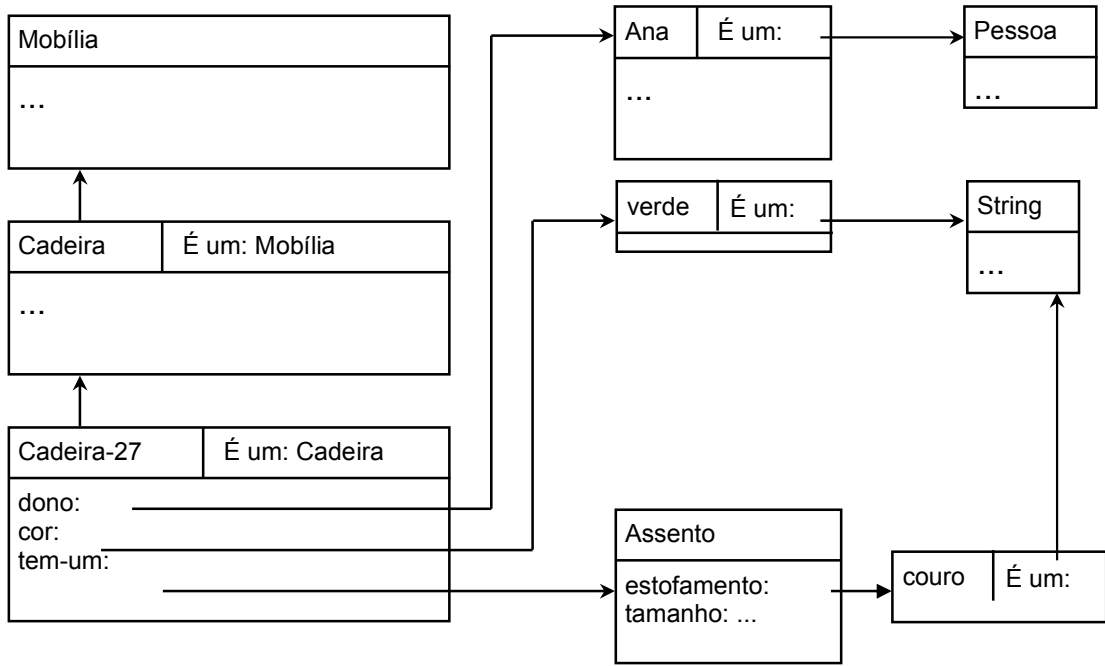 Mobília
...
Cadeira
É um: Mobília
...
Cadeira-27
É um: Cadeira
dono:
cor:
tem-um:
Ana
É um:
...
Pessoa
...
verde
É um:
String
...
Assento
estofamento:
tamanho: ...
couro
É um: